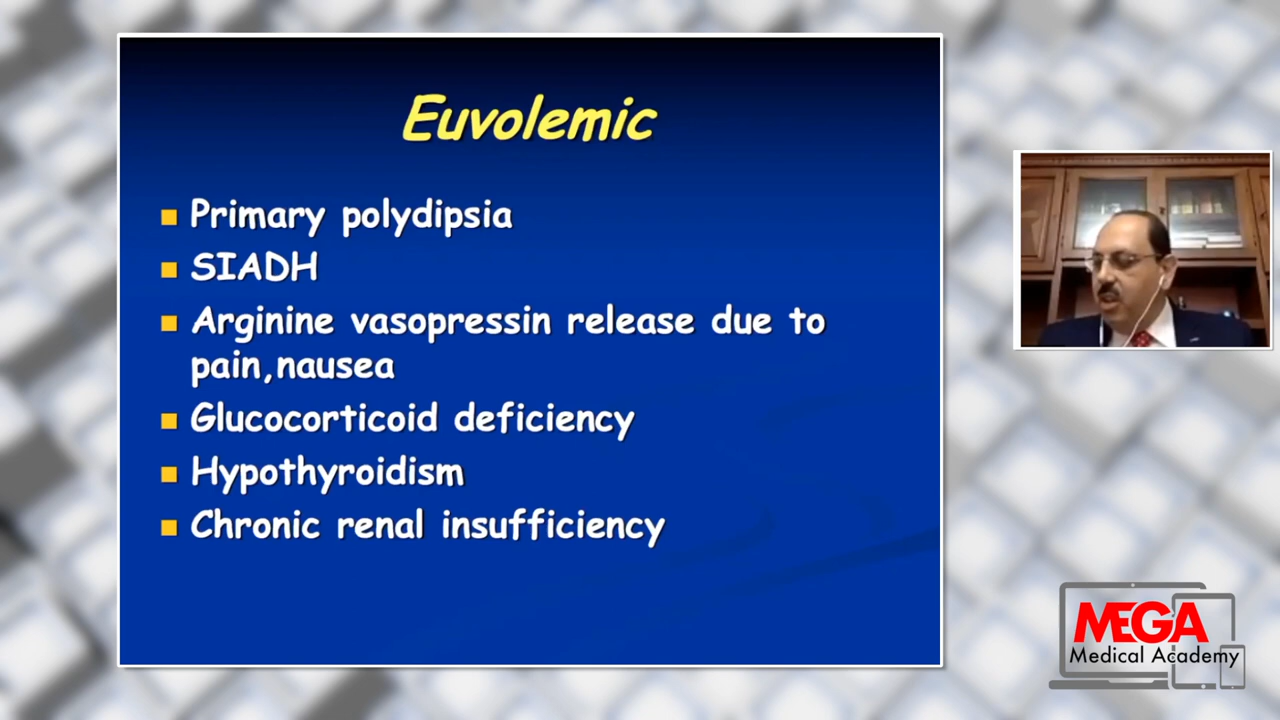 Euvolemic
Primary polydipsia
SIADH
Arginine vasopressin release due to
pain,nausea
Glucocorticoid deficiency
Hypothyroidism
Chronic renal insufficiency
MEGA
Medical Academy